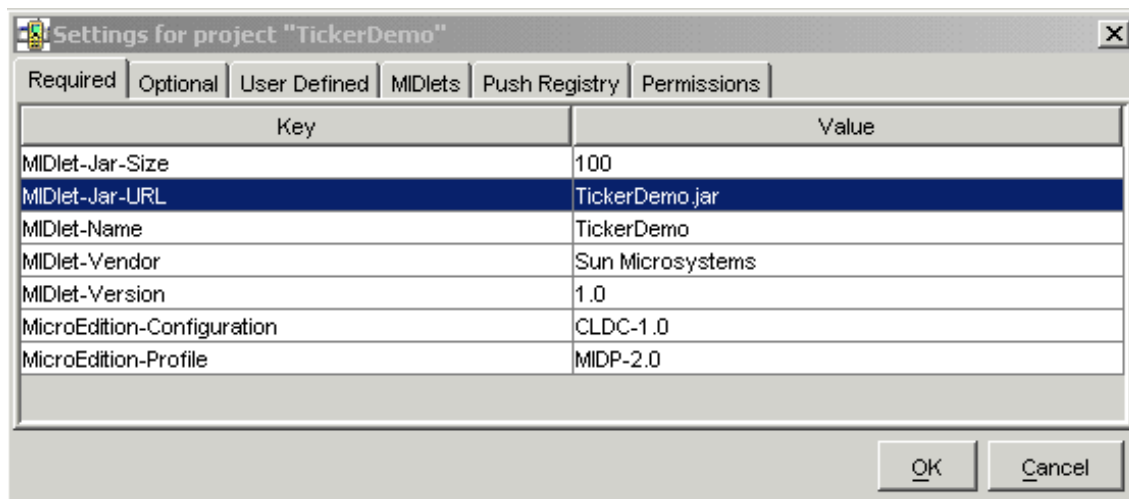 Settings for project "TickerDemo"
Required Optional User Defined MIDlets Push Registry Permissions
Key Value
MIDlet-Jar-Size 100
MIDlet-Jar-URL TickerDemo.jar
MIDlet-Name TickerDemo
MIDlet-Vendor Sun Microsystems
MIDlet-Version 1.0
MicroEdition-Configuration CLDC-1.0
MicroEdition-Profile MIDP-2.0
OK Cancel